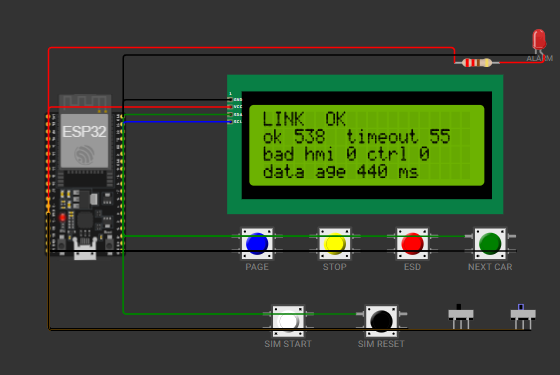 ALARM
ESP32
1
LINK  OK
ok 538  timeout 55
bad hmi 0 ctrl 0
data age 440 ms
PAGE
STOP
ESD
NEXT CAR
SIM START
SIM RESET